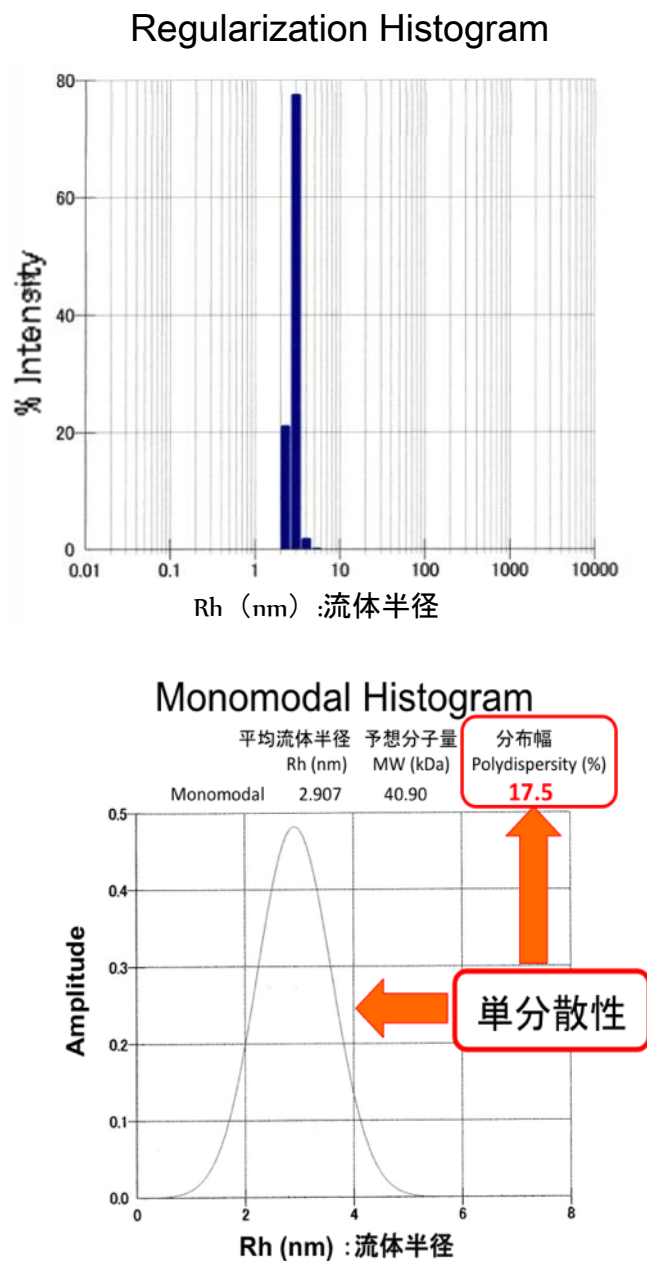 Regularization Histogram
80
60
40
20
0
% Intensity
0.01 0.1 1 10 100 1000 10000
Rh（nm）:流体半径
Monomodal Histogram
平均流体半径 予想分子量 分布幅
Rh (nm) MW (kDa) Polydispersity (%)
Monomodal 2.907 40.90 17.5
0.5
0.4
0.3
0.2
0.1
0.0
Amplitude
単分散性
0 2 4 6 8
Rh (nm) : 流体半径